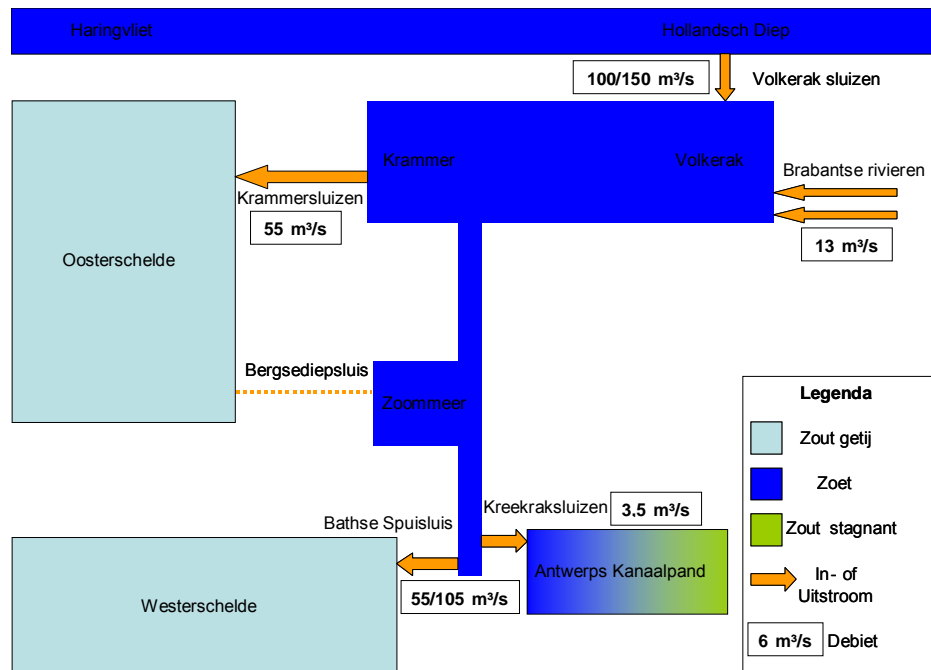 Haringvliet
Hollandsch Diep
100/150 m³/s
Volkerak sluizen
Krammer
Volkerak
Brabantse rivieren
Krammersluizen
55 m³/s
13 m³/s
Oosterschelde
Bergsediepsluis
Zoommeer
Legenda
Zout getij
Zoet
Zout stagnant
In- of
Uitstroom
6 m³/s Debiet
Kreekraksluizen
3,5 m³/s
Bathse Spuisluis
Antwerps Kanaalpand
55/105 m³/s
Westerschelde